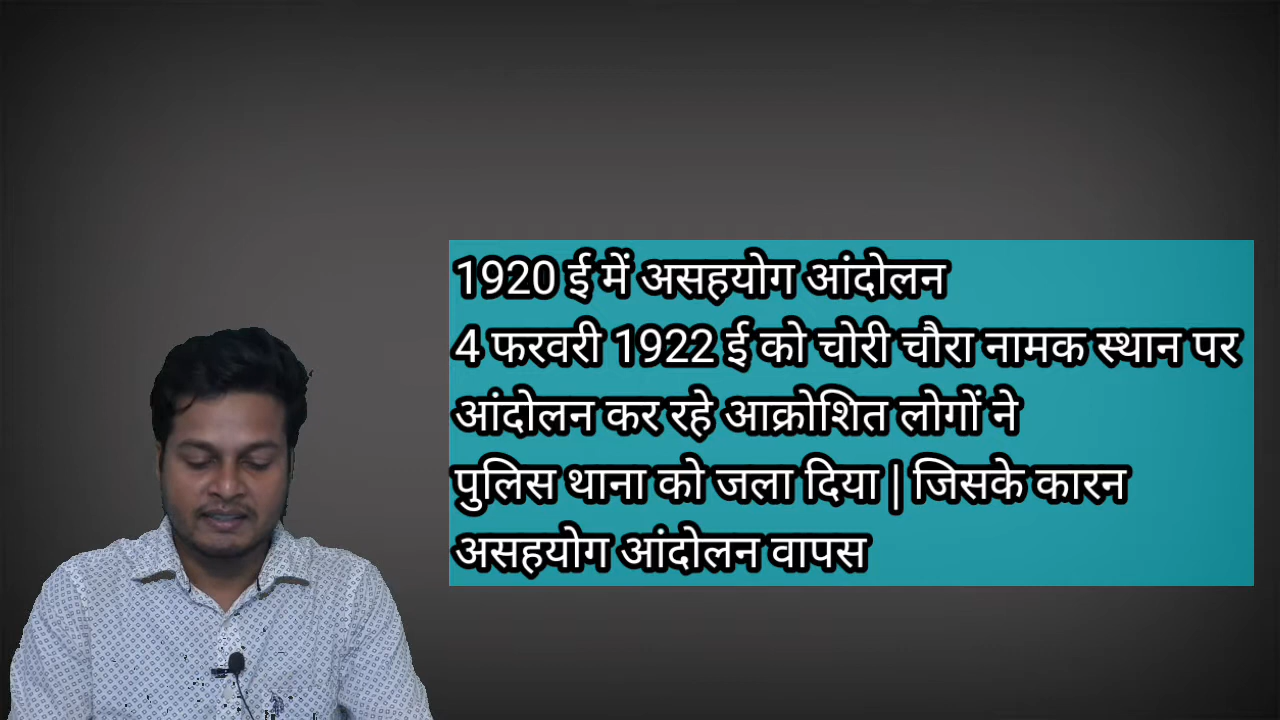 1920 ई में असहयोग आंदोलन
4 फरवरी 1922 ई को चोरी चौरा नामक स्थान पर
आंदोलन कर रहे आक्रोशित लोगों ने
पुलिस थाना को जला दिया | जिसके कारन
असहयोग आंदोलन वापस